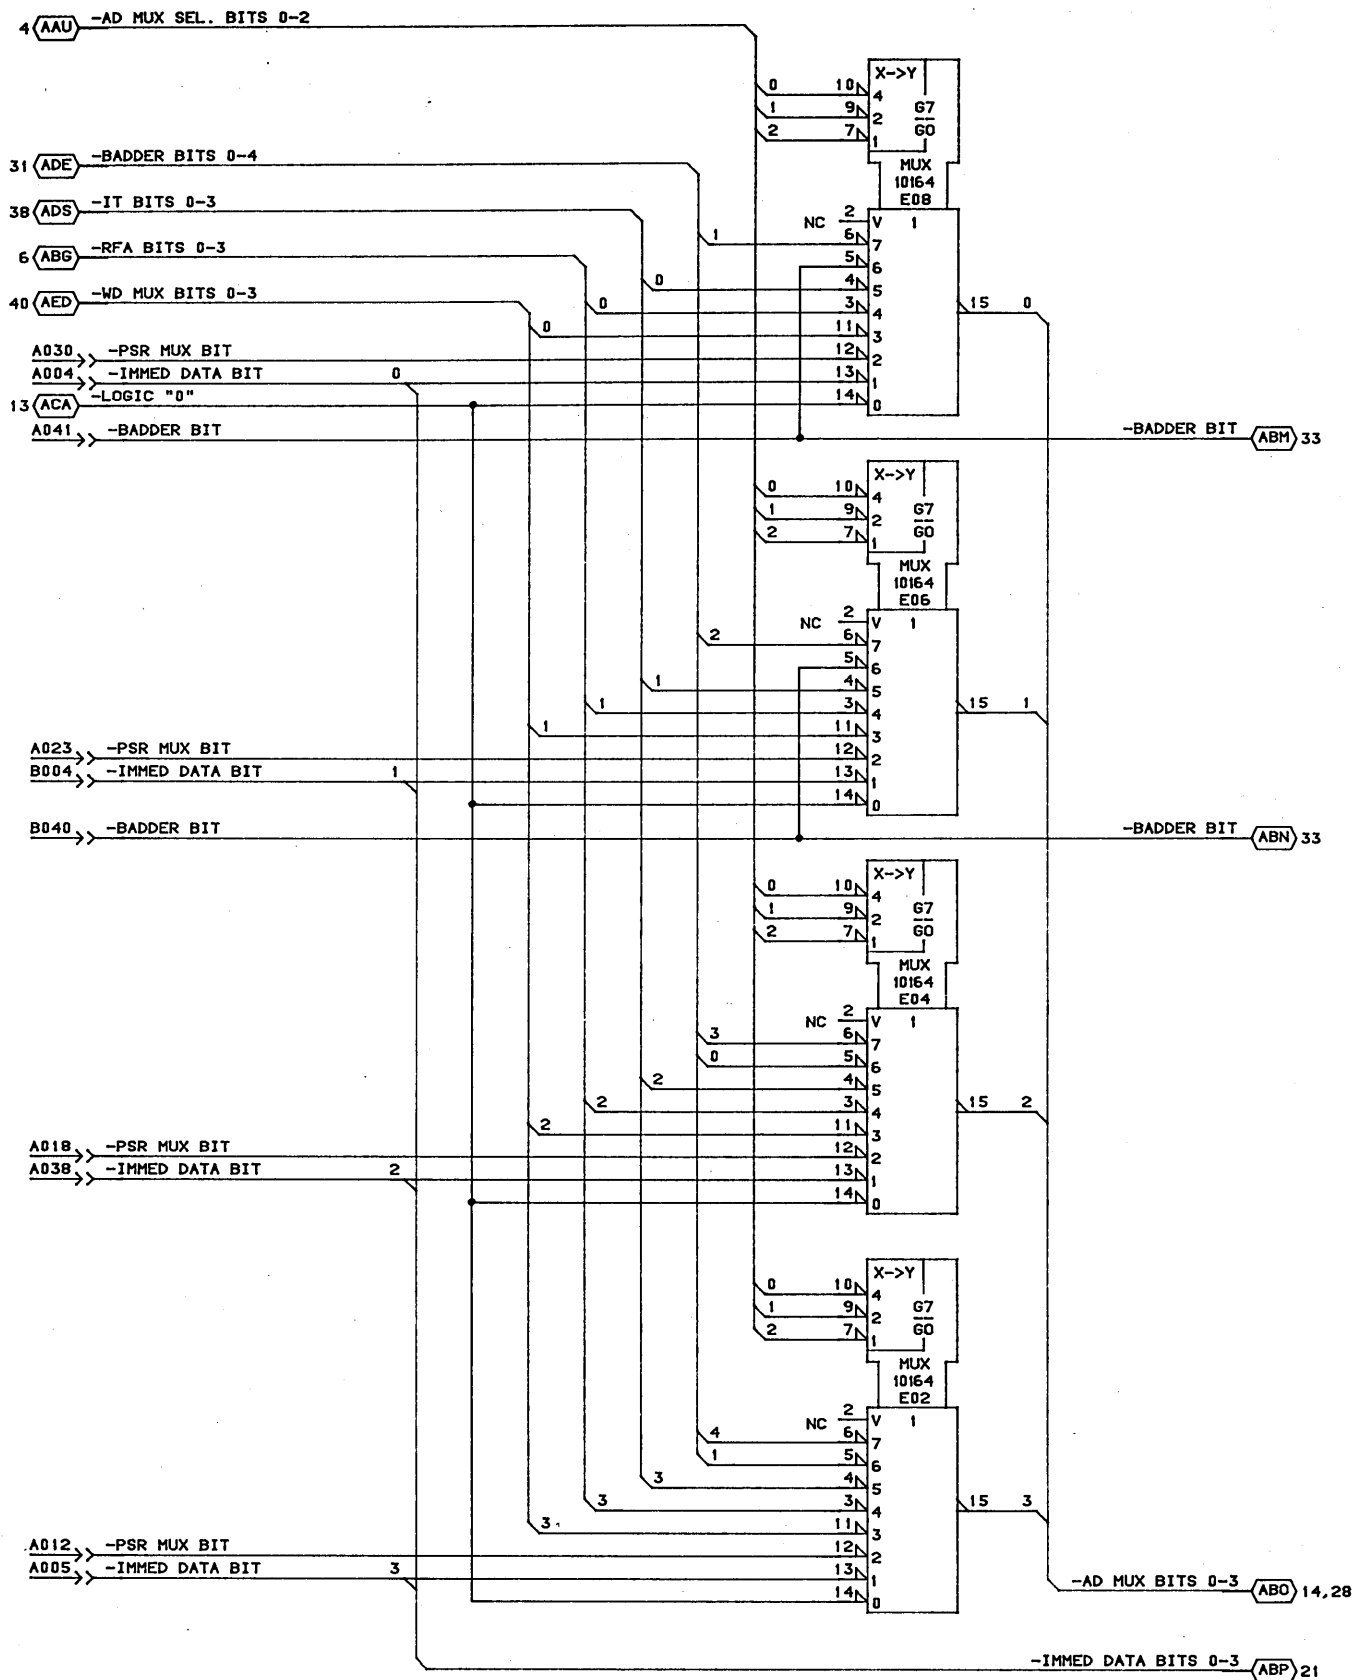 4 AAU -AD MUX SEL. BITS 0-2
X->Y
0 10 4
1 9 2 G7
2 7 1 G0
31 ADE -BADDER BITS 0-4
MUX
10164
E08
38 ADS -IT BITS 0-3
NC 2 V 1
1 6 7
6 ABG -RFA BITS 0-3
5 6
0 4 5
40 AED -WD MUX BITS 0-3
0 3 4 15 0
0 11 3
A030 -PSR MUX BIT 12 2
A004 -IMMED DATA BIT 0 13 1
13 ACA -LOGIC "0" 14 0
A041 -BADDER BIT -BADDER BIT ABM 33
X->Y
0 10 4
1 9 2 G7
2 7 1 G0
MUX
10164
E06
NC 2 V 1
2 6 7
5 6
1 4 5
1 3 4 15 1
1 11 3
A023 -PSR MUX BIT 12 2
B004 -IMMED DATA BIT 1 13 1
14 0
B040 -BADDER BIT -BADDER BIT ABN 33
X->Y
0 10 4
1 9 2 G7
2 7 1 G0
MUX
10164
E04
NC 2 V 1
3 6 7
0 5 6
2 4 5
2 3 4 15 2
2 11 3
A018 -PSR MUX BIT 12 2
A038 -IMMED DATA BIT 2 13 1
14 0
X->Y
0 10 4
1 9 2 G7
2 7 1 G0
MUX
10164
E02
NC 2 V 1
4 6 7
1 5 6
3 4 5
3 3 4 15 3
3 11 3
A012 -PSR MUX BIT 12 2
A005 -IMMED DATA BIT 3 13 1
14 0
-AD MUX BITS 0-3 ABO 14,28
-IMMED DATA BITS 0-3 ABP 21